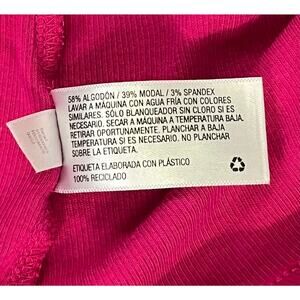 58% ALGODÓN / 39% MODAL / 3% SPANDEX
LAVAR A MÁQUINA CON AGUA FRÍA CON COLORES
SIMILARES. SÓLO BLANQUEADOR SIN CLORO SI ES
NECESARIO. SECAR A MÁQUINA A TEMPERATURA BAJA.
RETIRAR OPORTUNAMENTE. PLANCHAR A BAJA
TEMPERATURA SI ES NECESARIO. NO PLANCHAR
SOBRE LA ETIQUETA.
ETIQUETA ELABORADA CON PLÁSTICO
100% RECICLADO